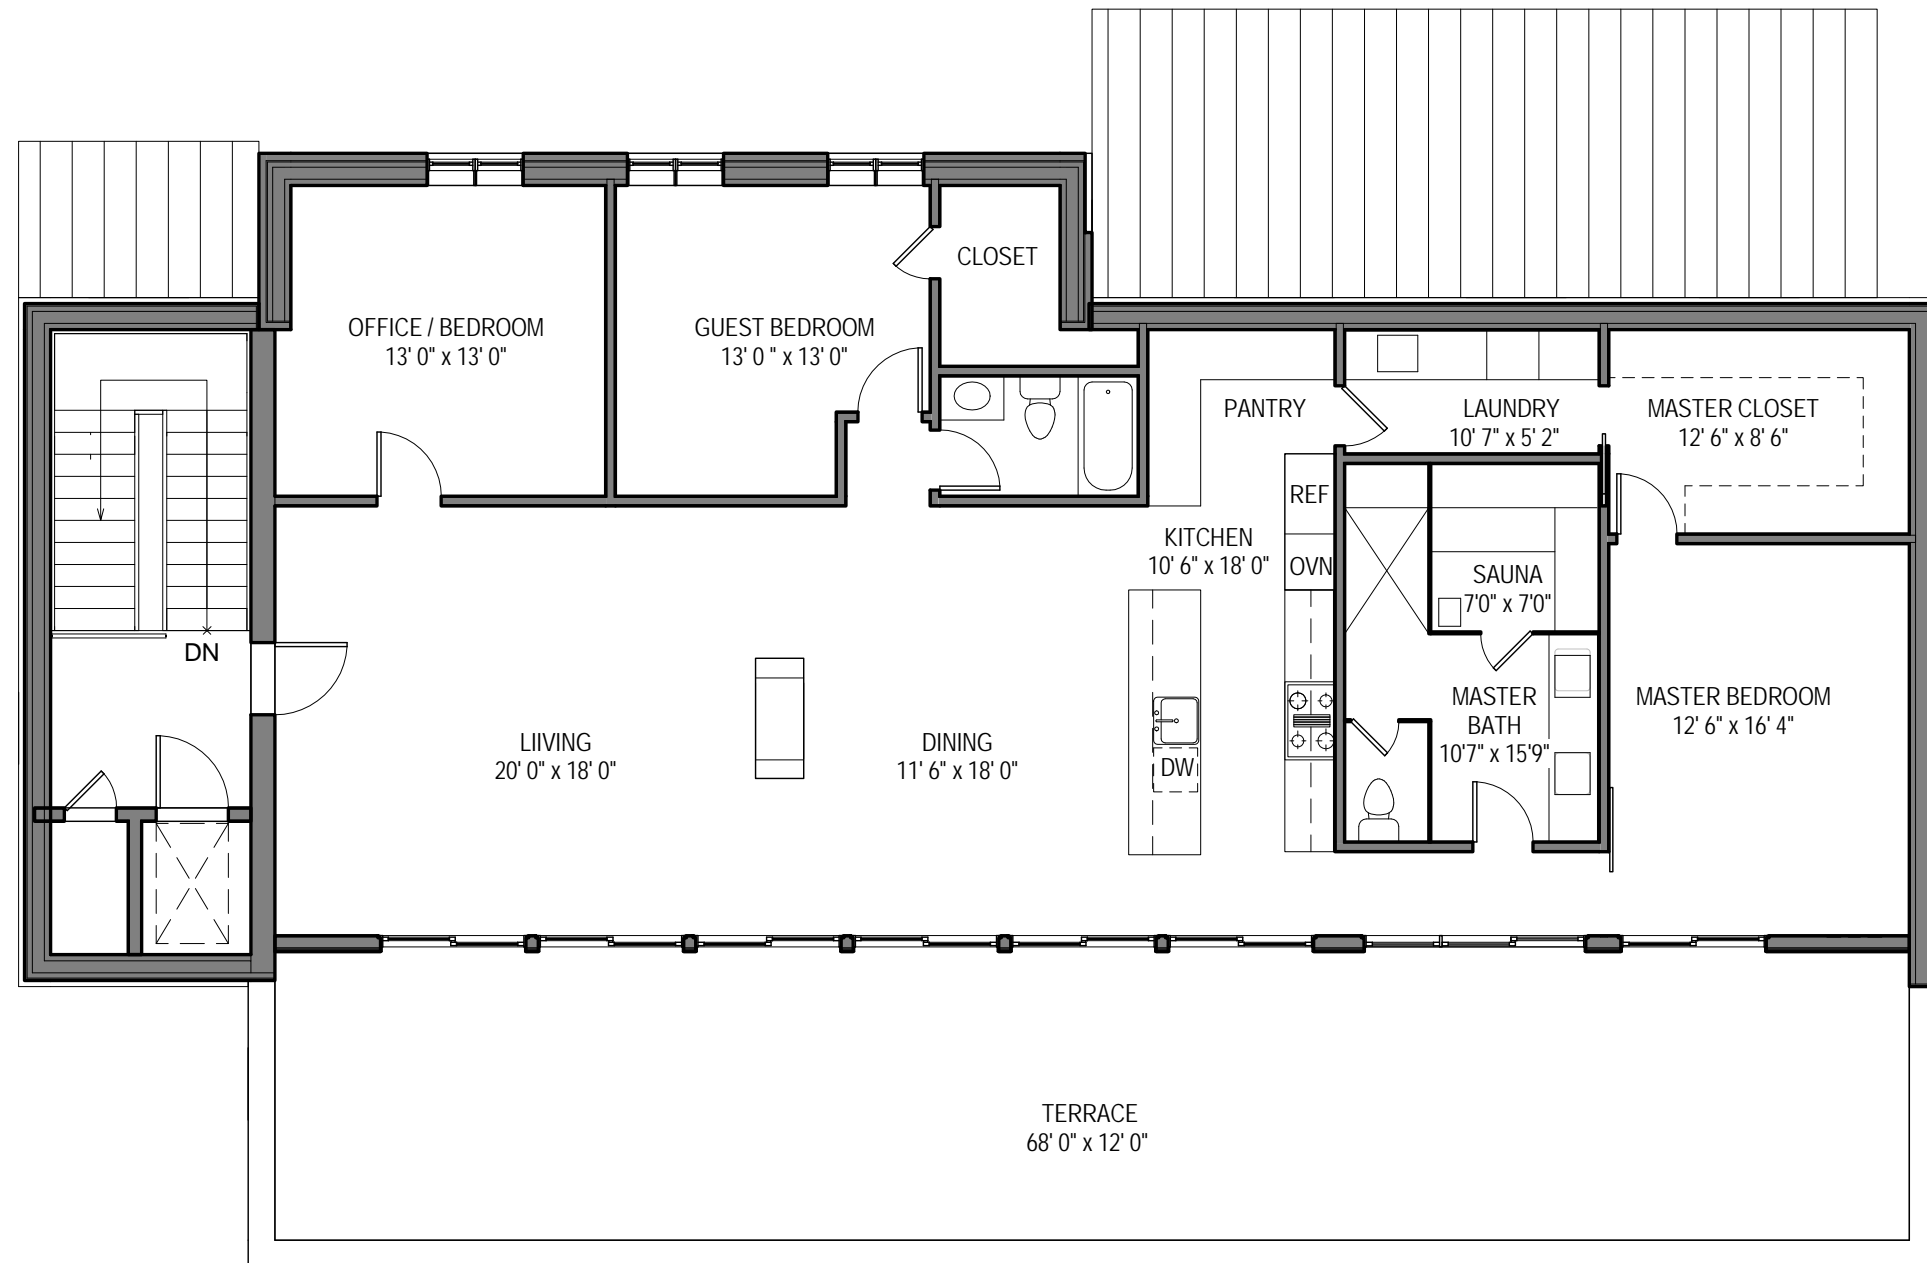 CLOSET
OFFICE / BEDROOM
13' 0" x 13' 0"
GUEST BEDROOM
13' 0 " x 13' 0"
PANTRY
LAUNDRY
10' 7" x 5' 2"
MASTER CLOSET
12' 6" x 8' 6"
REF
KITCHEN
10' 6" x 18' 0"
OVN
SAUNA
7'0" x 7'0"
DN
MASTER
BATH
10'7" x 15'9"
MASTER BEDROOM
12' 6" x 16' 4"
LIIVING
20' 0" x 18' 0"
DINING
11' 6" x 18' 0"
DW
TERRACE
68' 0" x 12' 0"